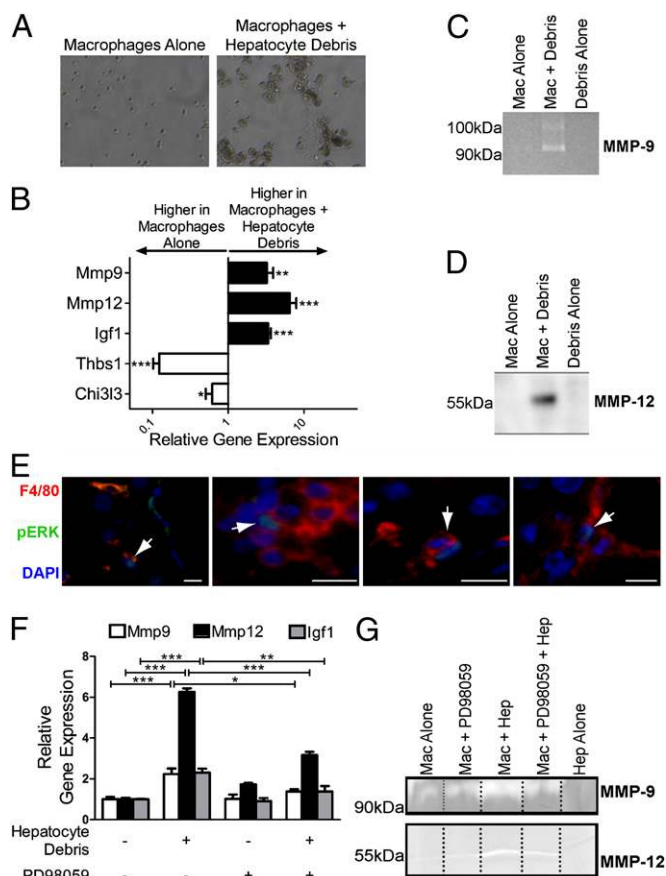 A
Macrophages Alone
Macrophages +
Hepatocyte Debris
B
Higher in
Macrophages
Alone
Higher in
Macrophages +
Hepatocyte
Debris
Mmp9
**
Mmp12
***
Igf1
***
Thbs1
***
Chi3l3
*
0.1
1
10
Relative Gene Expression
C
Mac Alone
Mac + Debris
Debris Alone
100kDa
90kDa
MMP-9
D
Mac Alone
Mac + Debris
Debris Alone
55kDa
MMP-12
E
F4/80
pERK
DAPI
F
Mmp9 Mmp12 Igf1
*** **
*** ***
*** *
Relative
Gene Expression
8
6
4
2
0
Hepatocyte
Debris
- + - +
PD98059
- - + +
G
Mac Alone
Mac + PD98059
Mac + Hep
Mac + PD98059 + Hep
Hep Alone
90kDa
MMP-9
55kDa
MMP-12